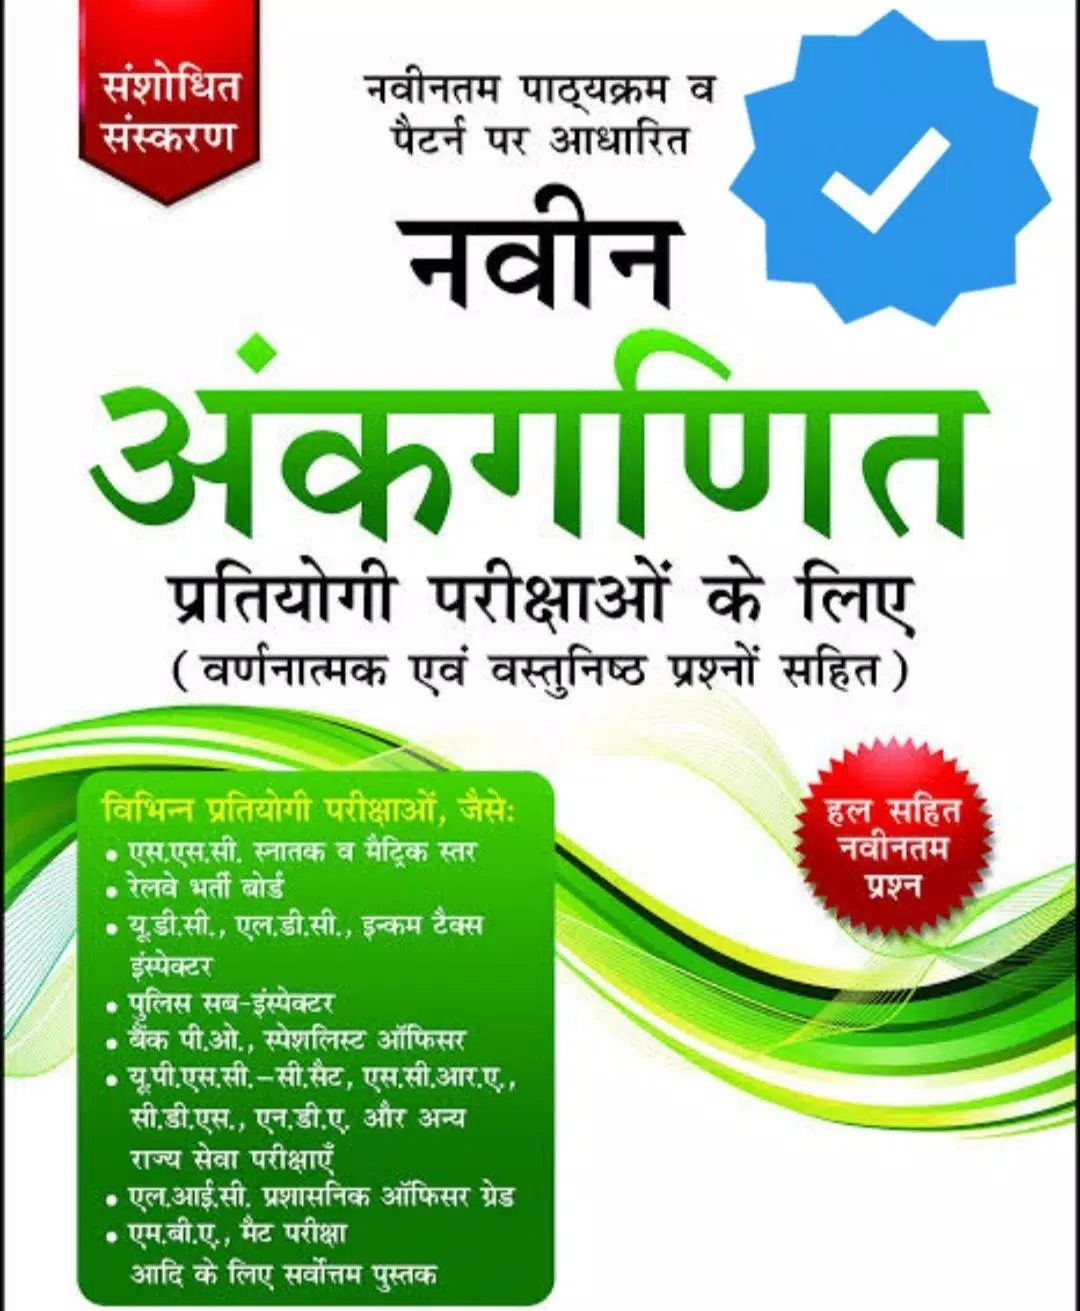 संशोधित
संस्करण
नवीनतम पाठ्यक्रम व
पैटर्न पर आधारित
नवीन
अंकगणित
प्रतियोगी परीक्षाओं के लिए
(वर्णनात्मक एवं वस्तुनिष्ठ प्रश्नों सहित)
हल सहित
नवीनतम
प्रश्न
विभिन्न प्रतियोगी परीक्षाओं, जैसेः
• एस.एस.सी. स्नातक व मैट्रिक स्तर
• रेलवे भर्ती बोर्ड
• यू.डी.सी., एल.डी.सी., इन्कम टैक्स
इंस्पेक्टर
• पुलिस सब-इंस्पेक्टर
• बैंक पी.ओ., स्पेशलिस्ट ऑफिसर
• यू.पी.एस.सी.–सी.सैट, एस.सी.आर.ए.,
सी.डी.एस., एन.डी.ए. और अन्य
राज्य सेवा परीक्षाएँ
• एल.आई.सी. प्रशासनिक ऑफिसर ग्रेड
• एम.बी.ए., मैट परीक्षा
आदि के लिए सर्वोत्तम पुस्तक